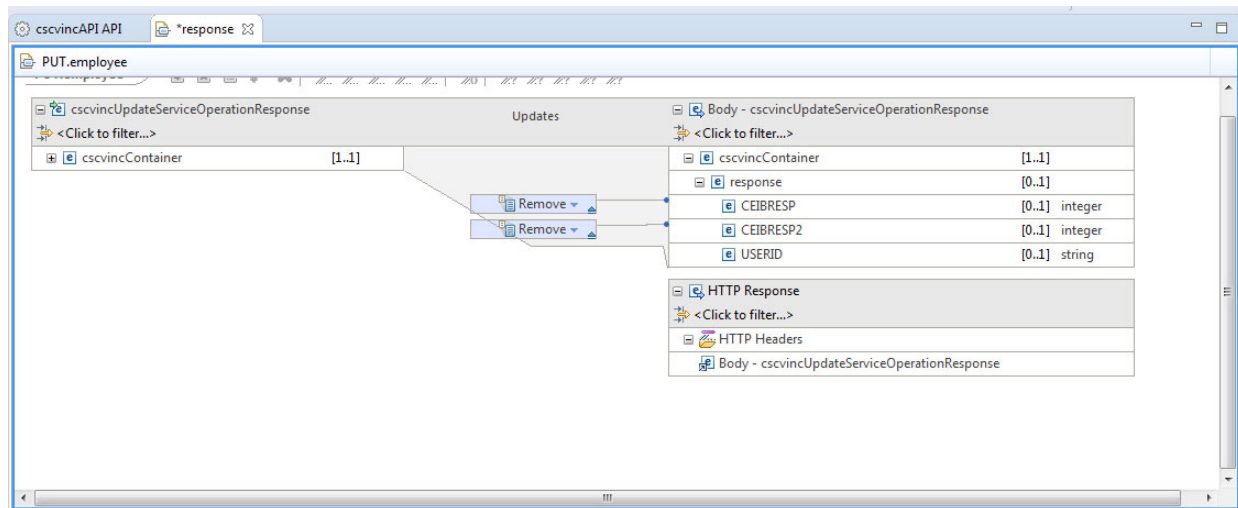 cscvincAPI API
*response
PUT.employee
cscvincUpdateServiceOperationResponse
Updates
Body - cscvincUpdateServiceOperationResponse
<Click to filter...>
<Click to filter...>
cscvincContainer [1..1]
cscvincContainer [1..1]
response [0..1]
Remove
CEIBRESP [0..1] integer
Remove
CEIBRESP2 [0..1] integer
USERID [0..1] string
HTTP Response
<Click to filter...>
HTTP Headers
Body - cscvincUpdateServiceOperationResponse